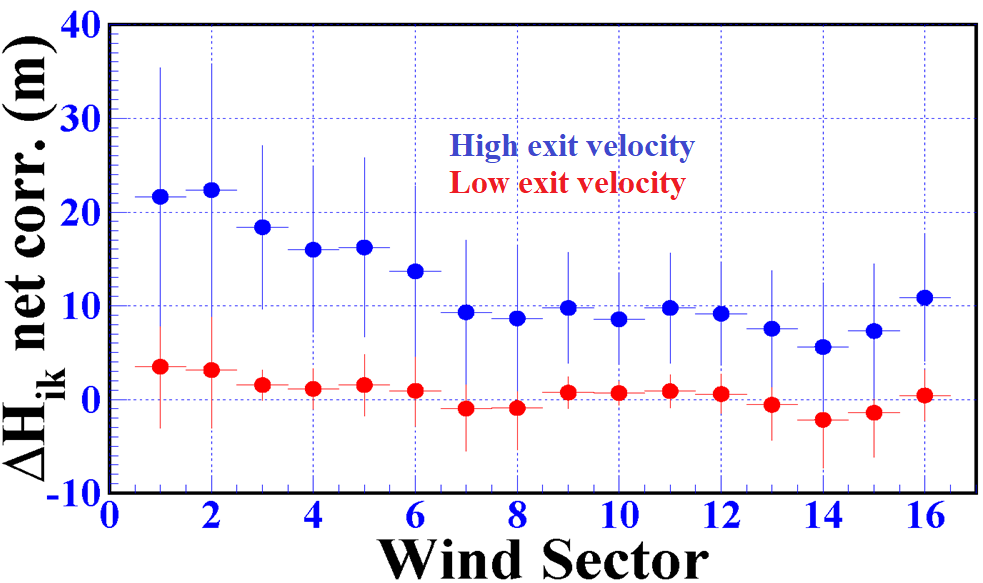 40
30
20
10
0
-10
ΔHik net corr. (m)
High exit velocity
Low exit velocity
0 2 4 6 8 10 12 14 16
Wind Sector